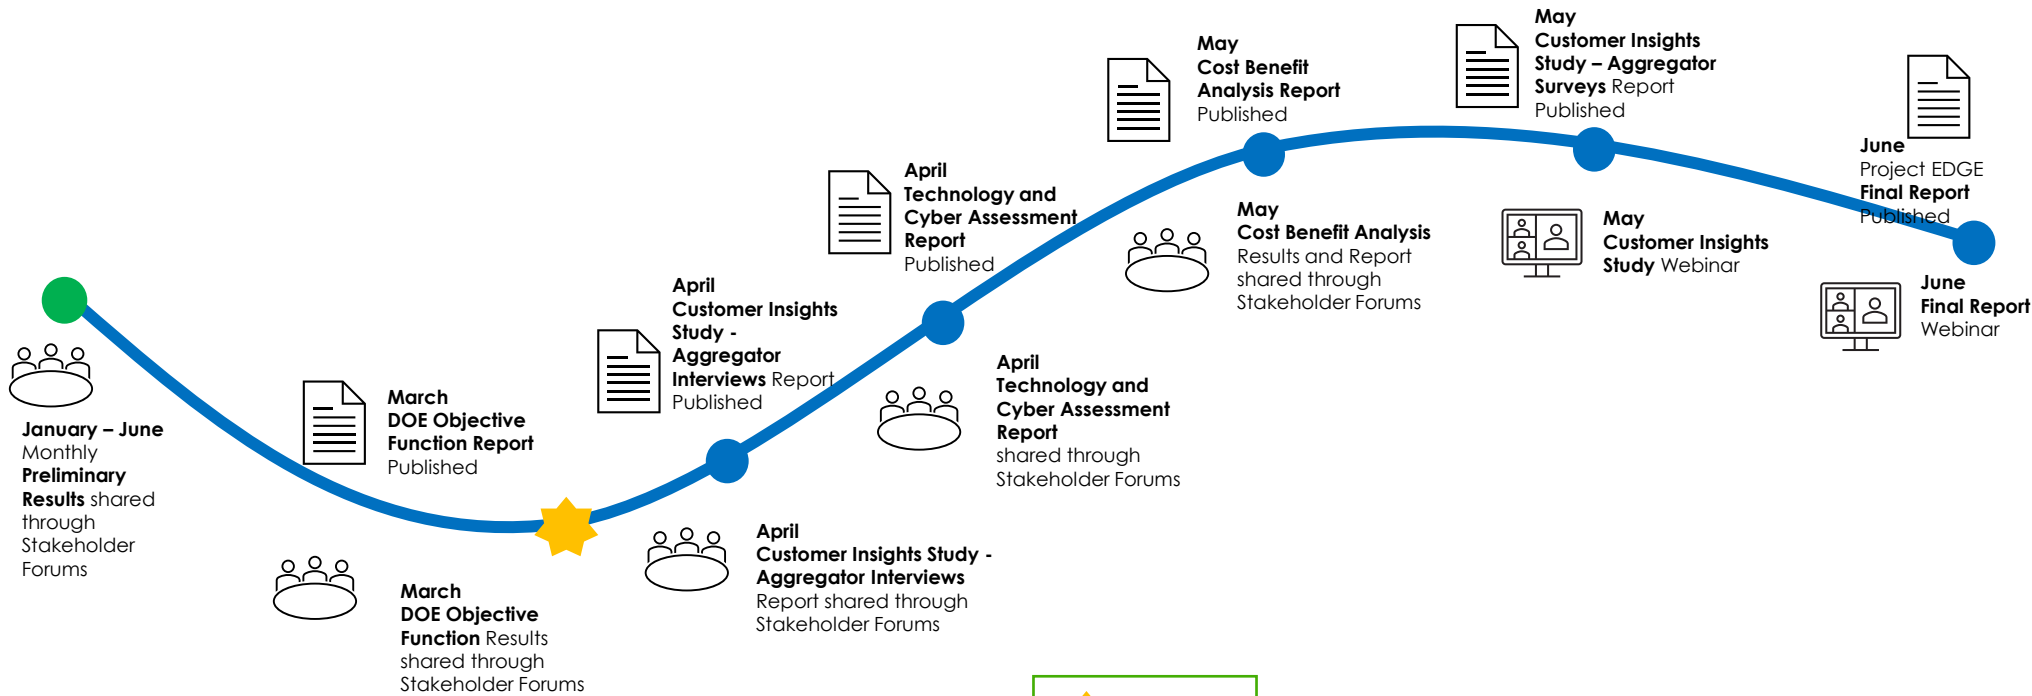 January – June
Monthly
Preliminary
Results shared
through
Stakeholder
Forums
March
DOE Objective
Function Report
Published
March
DOE Objective
Function Results
shared through
Stakeholder Forums
April
Customer Insights
Study -
Aggregator
Interviews Report
Published
April
Customer Insights Study -
Aggregator Interviews
Report shared through
Stakeholder Forums
April
Technology and
Cyber Assessment
Report
Published
April
Technology and
Cyber Assessment
Report
shared through
Stakeholder Forums
May
Cost Benefit
Analysis Report
Published
May
Cost Benefit Analysis
Results and Report
shared through
Stakeholder Forums
May
Customer Insights
Study – Aggregator
Surveys Report
Published
May
Customer Insights
Study Webinar
June
Project EDGE
Final Report
Published
June
Final Report
Webinar